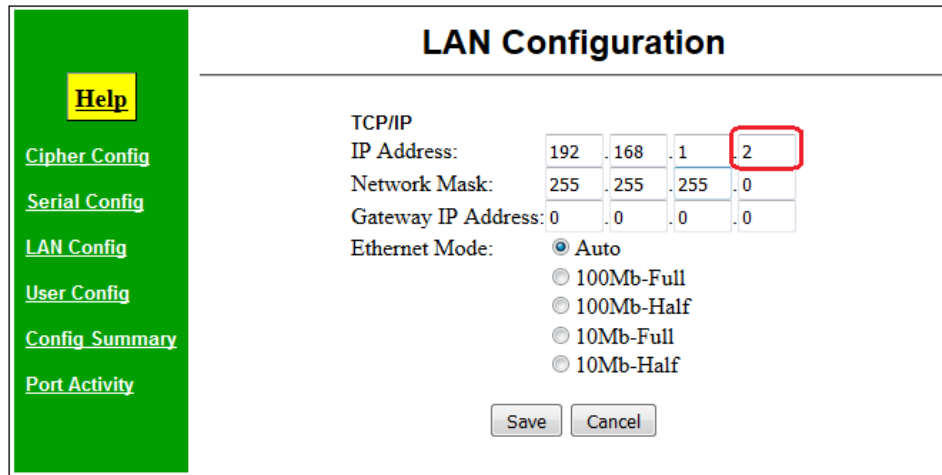 LAN Configuration
Help
Cipher Config
Serial Config
LAN Config
User Config
Config Summary
Port Activity
TCP/IP
IP Address: 192 . 168 . 1 . 2
Network Mask: 255 . 255 . 255 . 0
Gateway IP Address: 0 . 0 . 0 . 0
Ethernet Mode: Auto
100Mb-Full
100Mb-Half
10Mb-Full
10Mb-Half
Save Cancel